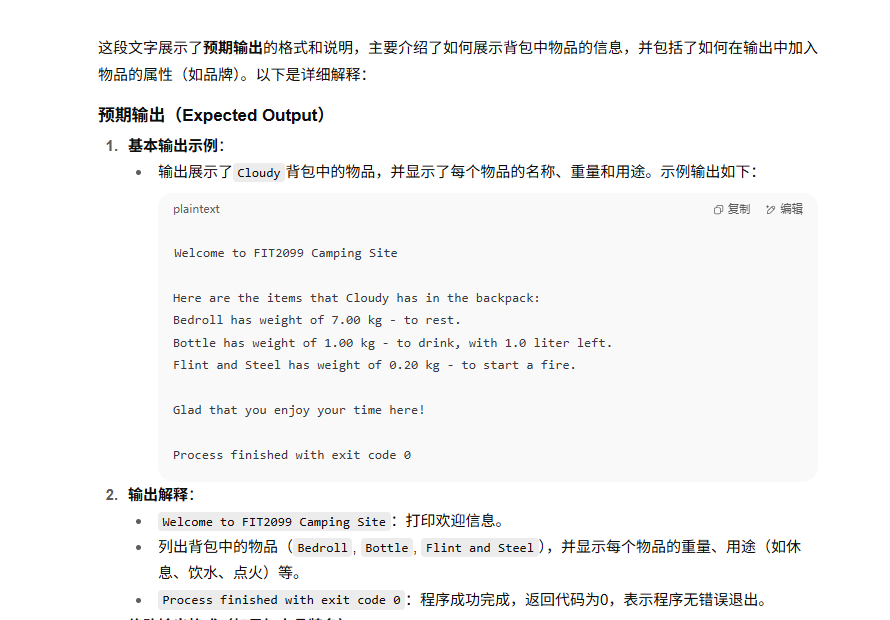 这段文字展示了预期输出的格式和说明，主要介绍了如何展示背包中物品的信息，并包括了如何在输出中加入
物品的属性（如品牌）。以下是详细解释：
预期输出（Expected Output）
1. 基本输出示例：
• 输出展示了 Cloudy 背包中的物品，并显示了每个物品的名称、重量和用途。示例输出如下：
plaintext 复制 编辑
Welcome to FIT2099 Camping Site
Here are the items that Cloudy has in the backpack:
Bedroll has weight of 7.00 kg - to rest.
Bottle has weight of 1.00 kg - to drink, with 1.0 liter left.
Flint and Steel has weight of 0.20 kg - to start a fire.
Glad that you enjoy your time here!
Process finished with exit code 0
2. 输出解释：
• Welcome to FIT2099 Camping Site ：打印欢迎信息。
• 列出背包中的物品（ Bedroll , Bottle , Flint and Steel ），并显示每个物品的重量、用途（如休
息、饮水、点火）等。
• Process finished with exit code 0 ：程序成功完成，返回代码为0，表示程序无错误退出。